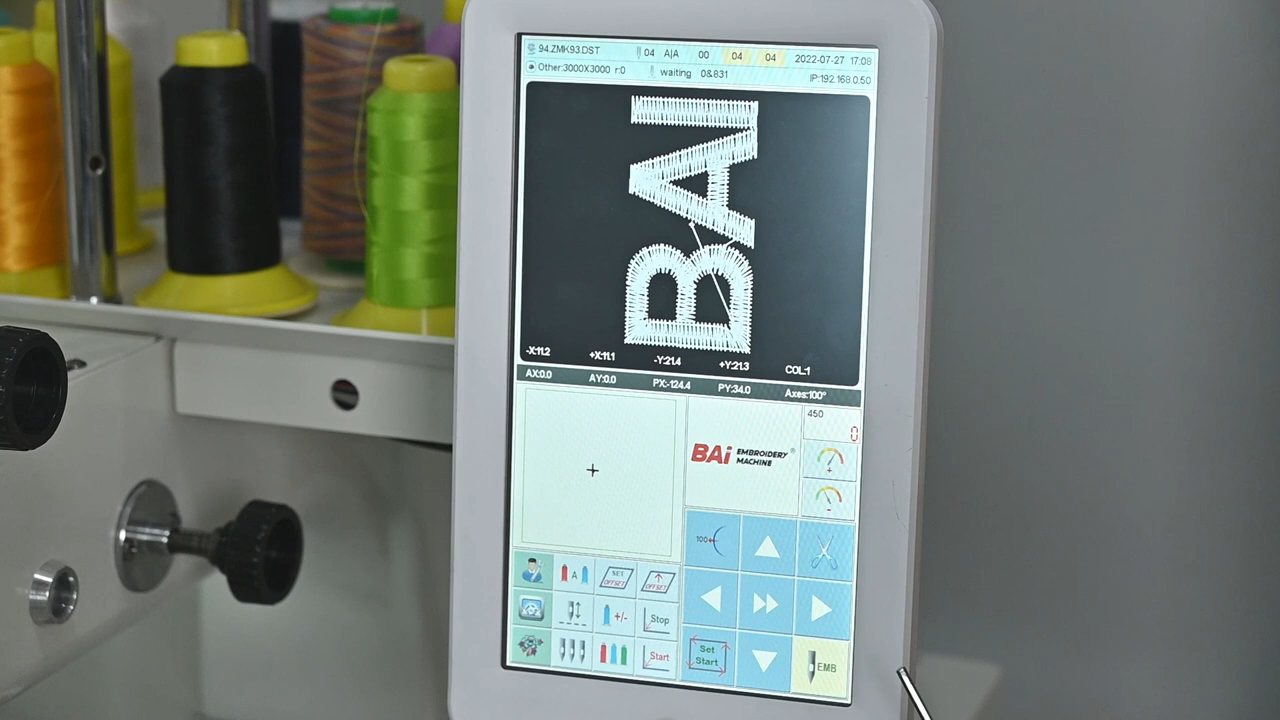 94.ZMK93.DST 04 A|A 00 04 04 2022-07-27 17:08
Other:3000X3000 r:0 waiting 0&831 IP:192.168.0.50
BAI
-X:11.2 +X:11.1 -Y:21.4 +Y:21.3 COL:1
AX:0.0 AY:0.0 PX:-124.4 PY:34.0 Axes:100°
450
0
BAi EMBROIDERY®
MACHINE
100
A SET OFFSET OFFSET
+/- Stop
Start
Set
Start
EMB